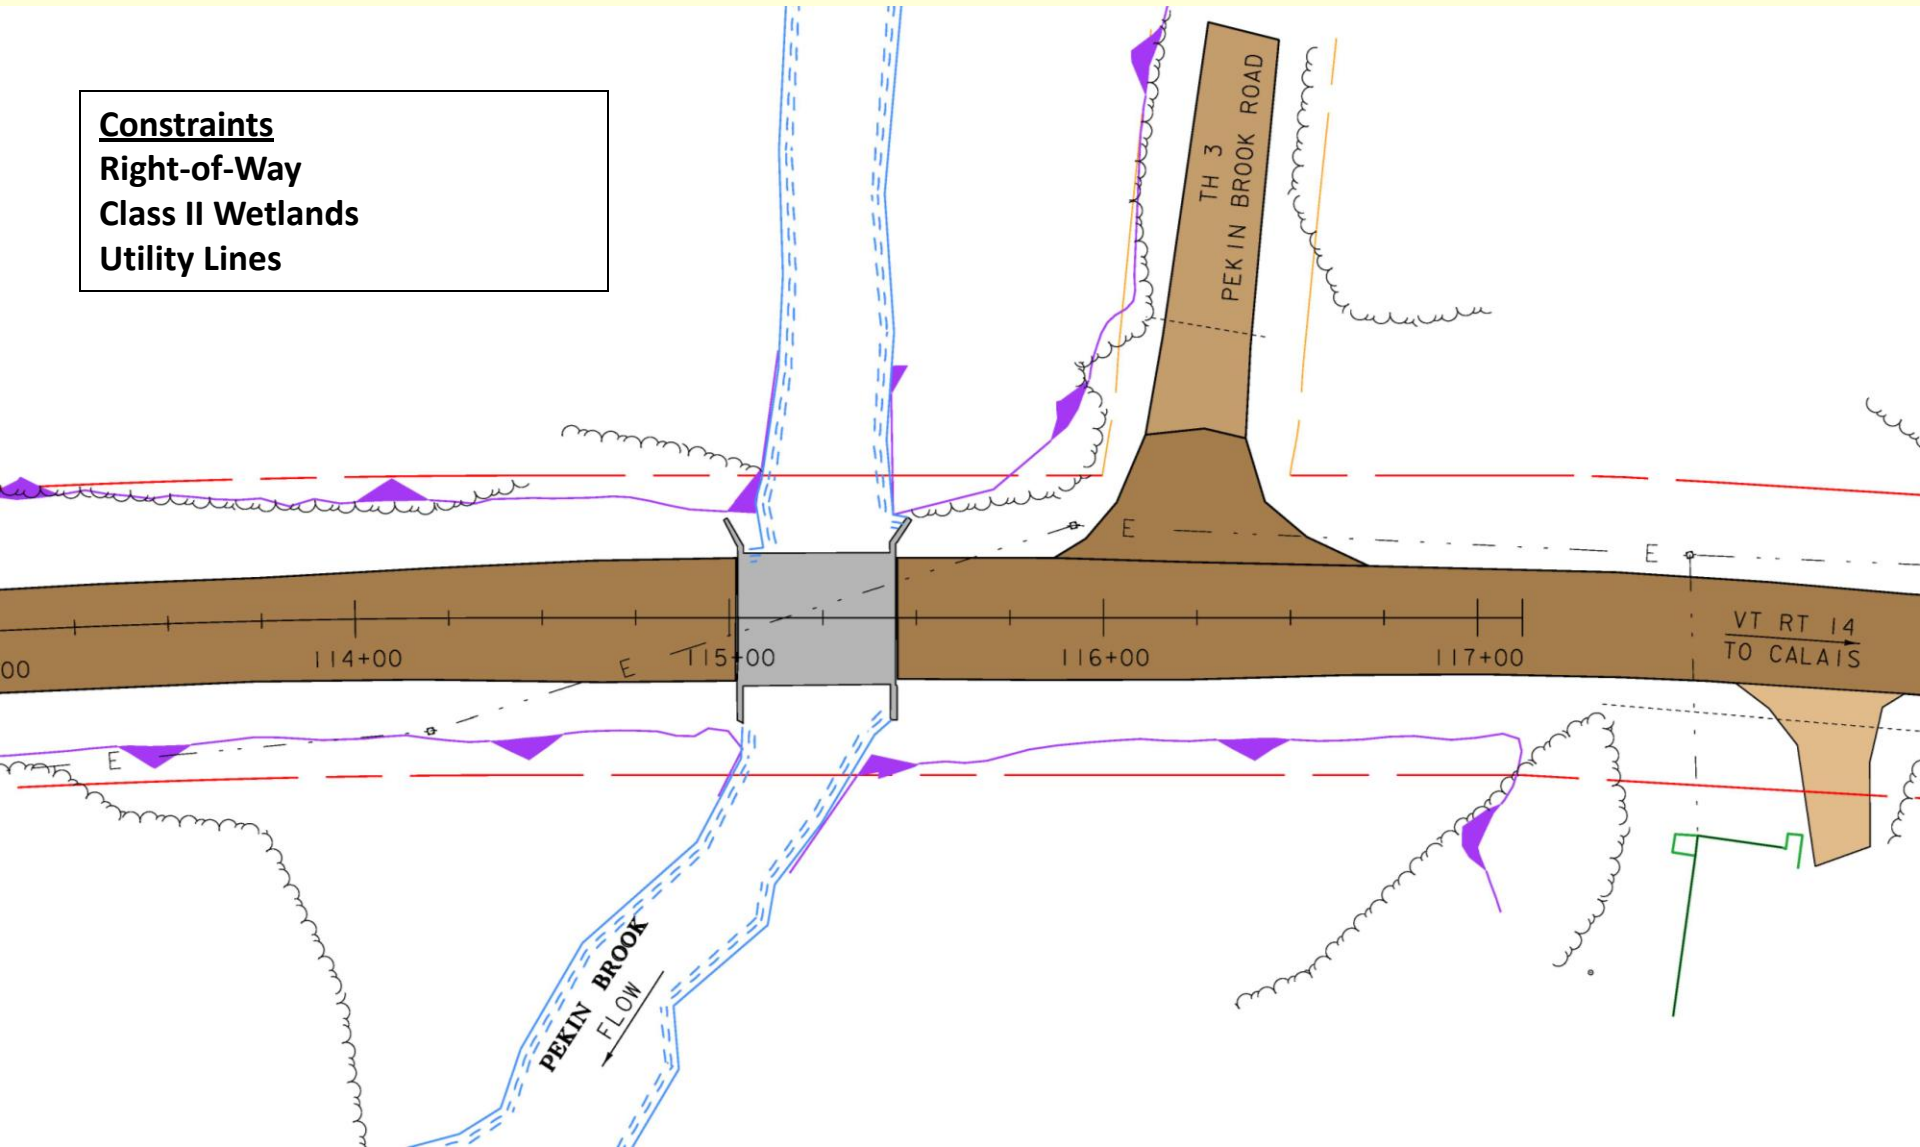 Constraints
Right-of-Way
Class II Wetlands
Utility Lines
TH 3
PEKIN BROOK ROAD
E
E
VT RT 14
TO CALAIS
00
114+00
E
115+00
116+00
117+00
E
PEKIN BROOK
FLOW